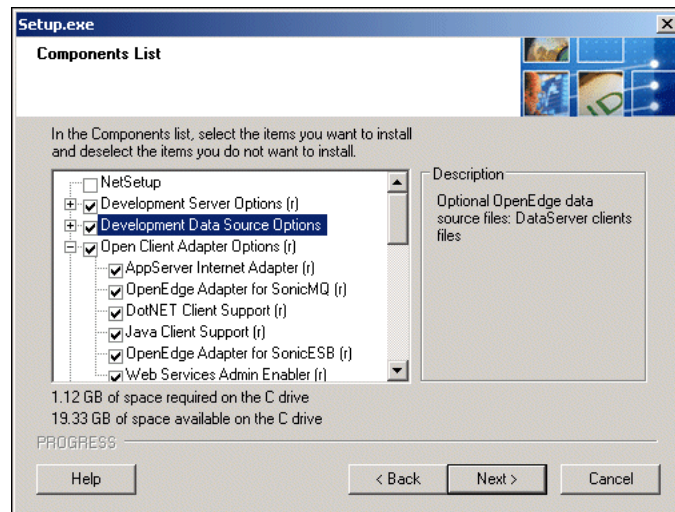 Setup.exe
Components List
In the Components list, select the items you want to install
and deselect the items you do not want to install.
NetSetup
Development Server Options (r)
Development Data Source Options
Open Client Adapter Options (r)
AppServer Internet Adapter (r)
OpenEdge Adapter for SonicMQ (r)
DotNET Client Support (r)
Java Client Support (r)
OpenEdge Adapter for SonicESB (r)
Web Services Admin Enabler (r)
Description
Optional OpenEdge data
source files: DataServer clients
files
1.12 GB of space required on the C drive
19.33 GB of space available on the C drive
PROGRESS
Help
< Back
Next >
Cancel